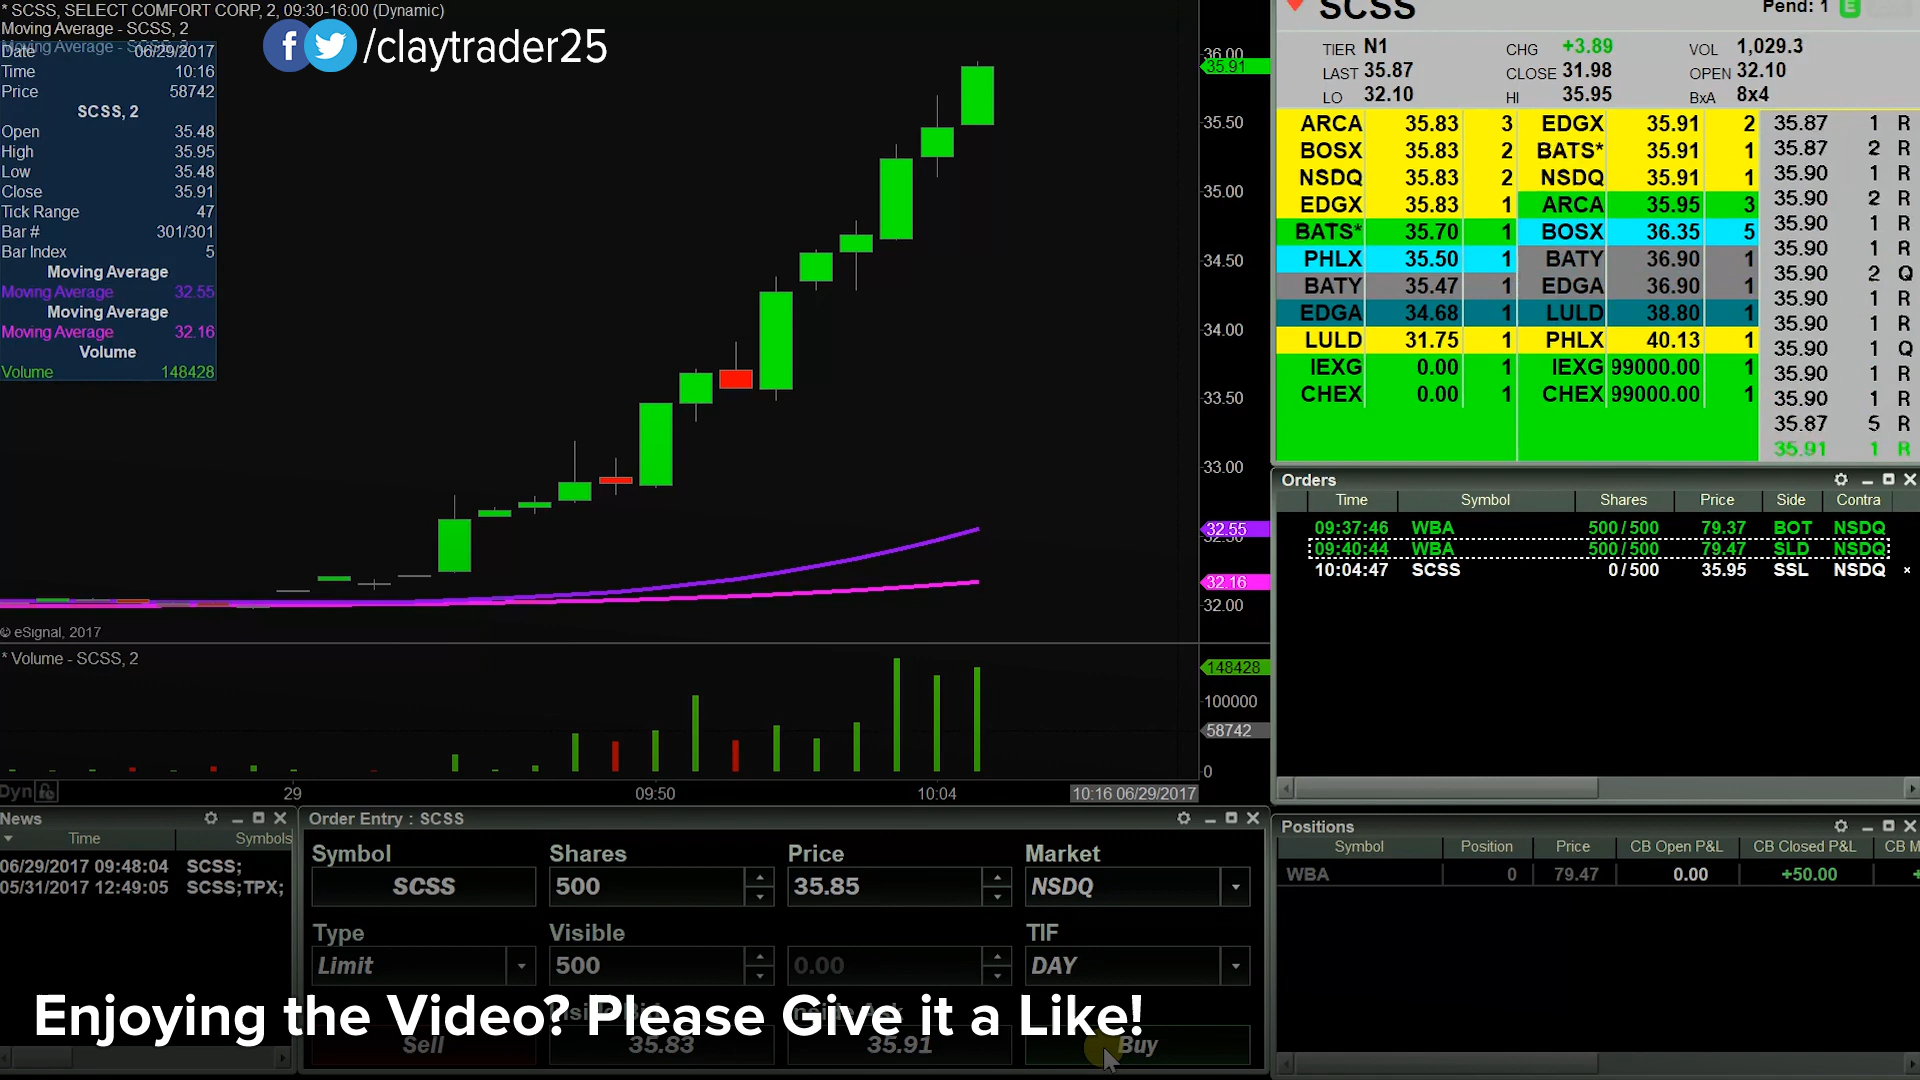 * SCSS, SELECT COMFORT CORP, 2, 09:30-16:00 (Dynamic)
Moving Average - SCSS, 2
Moving Average - SCSS, 2
/claytrader25
Date 06/29/2017
Time 10:16
Price 58742
SCSS, 2
Open 35.48
High 35.95
Low 35.48
Close 35.91
Tick Range 47
Bar # 301/301
Bar Index 5
Moving Average
Moving Average 32.55
Moving Average
Moving Average 32.16
Volume
Volume 148428
36.00
35.91
35.50
35.00
34.50
34.00
33.50
33.00
32.55
32.50
32.16
32.00
© eSignal, 2017
* Volume - SCSS, 2
148428
100000
58742
0
Dyn 29 09:50 10:04 10:16 06/29/2017
SCSS Pend: 1 E
TIER N1 CHG +3.89 VOL 1,029.3
LAST 35.87 CLOSE 31.98 OPEN 32.10
LO 32.10 HI 35.95 BxA 8x4
ARCA 35.83 3 EDGX 35.91 2 35.87 1 R
BOSX 35.83 2 BATS* 35.91 1 35.87 2 R
NSDQ 35.83 2 NSDQ 35.91 1 35.90 1 R
EDGX 35.83 1 ARCA 35.95 3 35.90 2 R
BATS* 35.70 1 BOSX 36.35 5 35.90 1 R
PHLX 35.50 1 BATY 36.90 1 35.90 1 R
BATY 35.47 1 EDGA 36.90 1 35.90 2 Q
EDGA 34.68 1 LULD 38.80 1 35.90 1 R
LULD 31.75 1 PHLX 40.13 1 35.90 1 R
IEXG 0.00 1 IEXG 99000.00 1 35.90 1 Q
CHEX 0.00 1 CHEX 99000.00 1 35.90 1 R
35.90 1 R
35.87 5 R
35.91 1 R
Orders
Time Symbol Shares Price Side Contra
09:37:46 WBA 500/500 79.37 BOT NSDQ
09:40:44 WBA 500/500 79.47 SLD NSDQ
10:04:47 SCSS 0/500 35.95 SSL NSDQ
News
Time Symbols
06/29/2017 09:48:04 SCSS;
05/31/2017 12:49:05 SCSS;TPX;
Order Entry : SCSS
Symbol Shares Price Market
SCSS 500 35.85 NSDQ
Type Visible TIF
Limit 500 0.00 DAY
Enjoying the Video? Please Give it a Like!
Sell 35.83 35.91 Buy
Positions
Symbol Position Price CB Open P&L CB Closed P&L CB M
WBA 0 79.47 0.00 +50.00 +